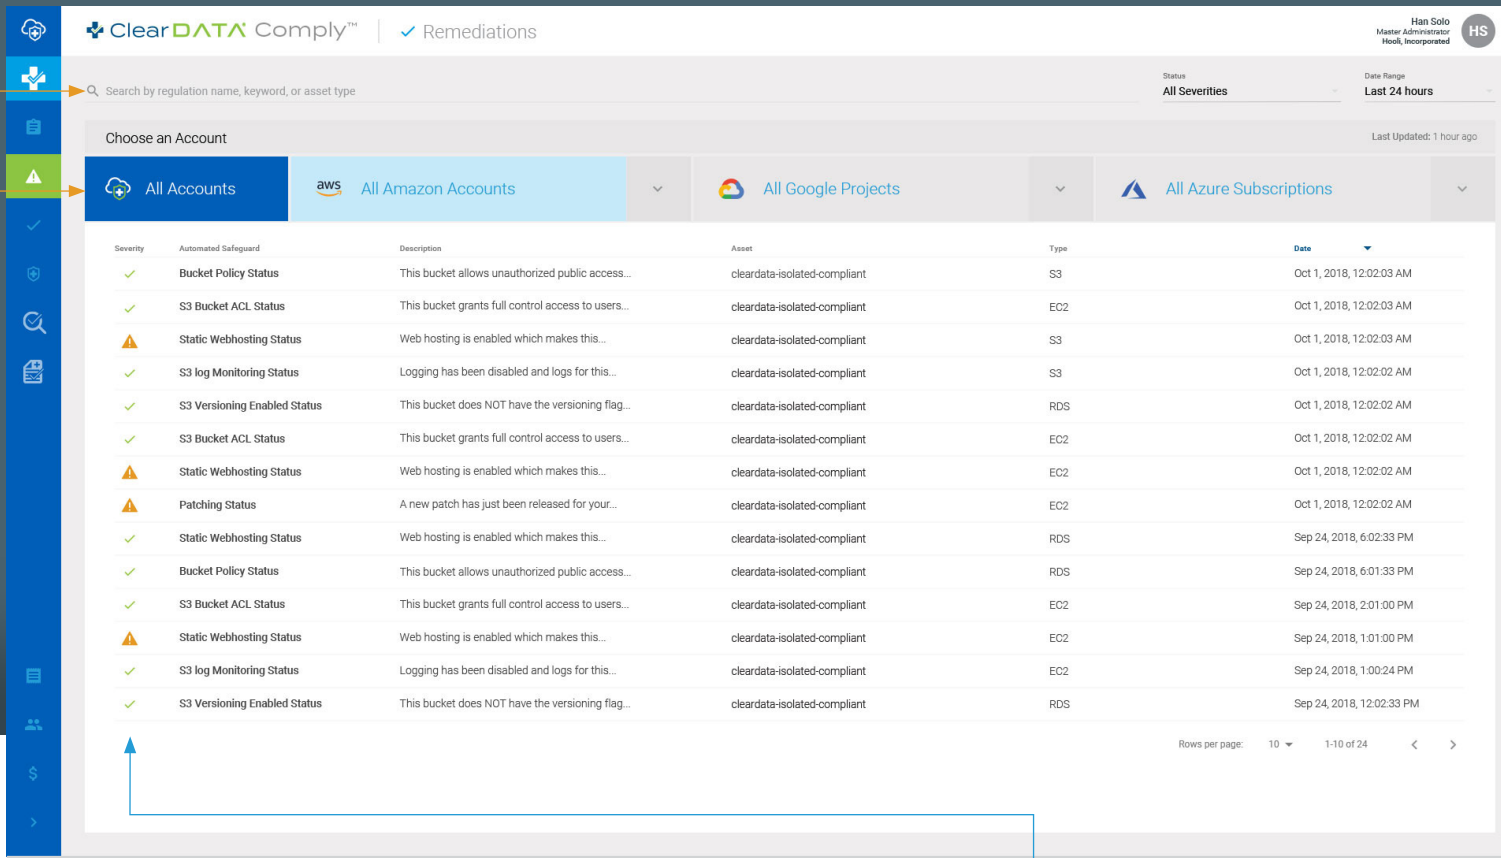 ClearDATA Comply™
Remediations
Han Solo
Master Administrator
Hooli, Incorporated
HS
Search by regulation name, keyword, or asset type
Status
All Severities
Date Range
Last 24 hours
Choose an Account
Last Updated: 1 hour ago
All Accounts
aws All Amazon Accounts
All Google Projects
All Azure Subscriptions
Severity Automated Safeguard Description Asset Type Date
Bucket Policy Status This bucket allows unauthorized public access... cleardata-isolated-compliant S3 Oct 1, 2018, 12:02:03 AM
S3 Bucket ACL Status This bucket grants full control access to users... cleardata-isolated-compliant EC2 Oct 1, 2018, 12:02:03 AM
Static Webhosting Status Web hosting is enabled which makes this... cleardata-isolated-compliant S3 Oct 1, 2018, 12:02:03 AM
S3 log Monitoring Status Logging has been disabled and logs for this... cleardata-isolated-compliant S3 Oct 1, 2018, 12:02:02 AM
S3 Versioning Enabled Status This bucket does NOT have the versioning flag... cleardata-isolated-compliant RDS Oct 1, 2018, 12:02:02 AM
S3 Bucket ACL Status This bucket grants full control access to users... cleardata-isolated-compliant EC2 Oct 1, 2018, 12:02:02 AM
Static Webhosting Status Web hosting is enabled which makes this... cleardata-isolated-compliant EC2 Oct 1, 2018, 12:02:02 AM
Patching Status A new patch has just been released for your... cleardata-isolated-compliant EC2 Oct 1, 2018, 12:02:02 AM
Static Webhosting Status Web hosting is enabled which makes this... cleardata-isolated-compliant RDS Sep 24, 2018, 6:02:33 PM
Bucket Policy Status This bucket allows unauthorized public access... cleardata-isolated-compliant RDS Sep 24, 2018, 6:01:33 PM
S3 Bucket ACL Status This bucket grants full control access to users... cleardata-isolated-compliant EC2 Sep 24, 2018, 2:01:00 PM
Static Webhosting Status Web hosting is enabled which makes this... cleardata-isolated-compliant EC2 Sep 24, 2018, 1:01:00 PM
S3 log Monitoring Status Logging has been disabled and logs for this... cleardata-isolated-compliant EC2 Sep 24, 2018, 1:00:24 PM
S3 Versioning Enabled Status This bucket does NOT have the versioning flag... cleardata-isolated-compliant RDS Sep 24, 2018, 12:02:33 PM
Rows per page: 10 1-10 of 24